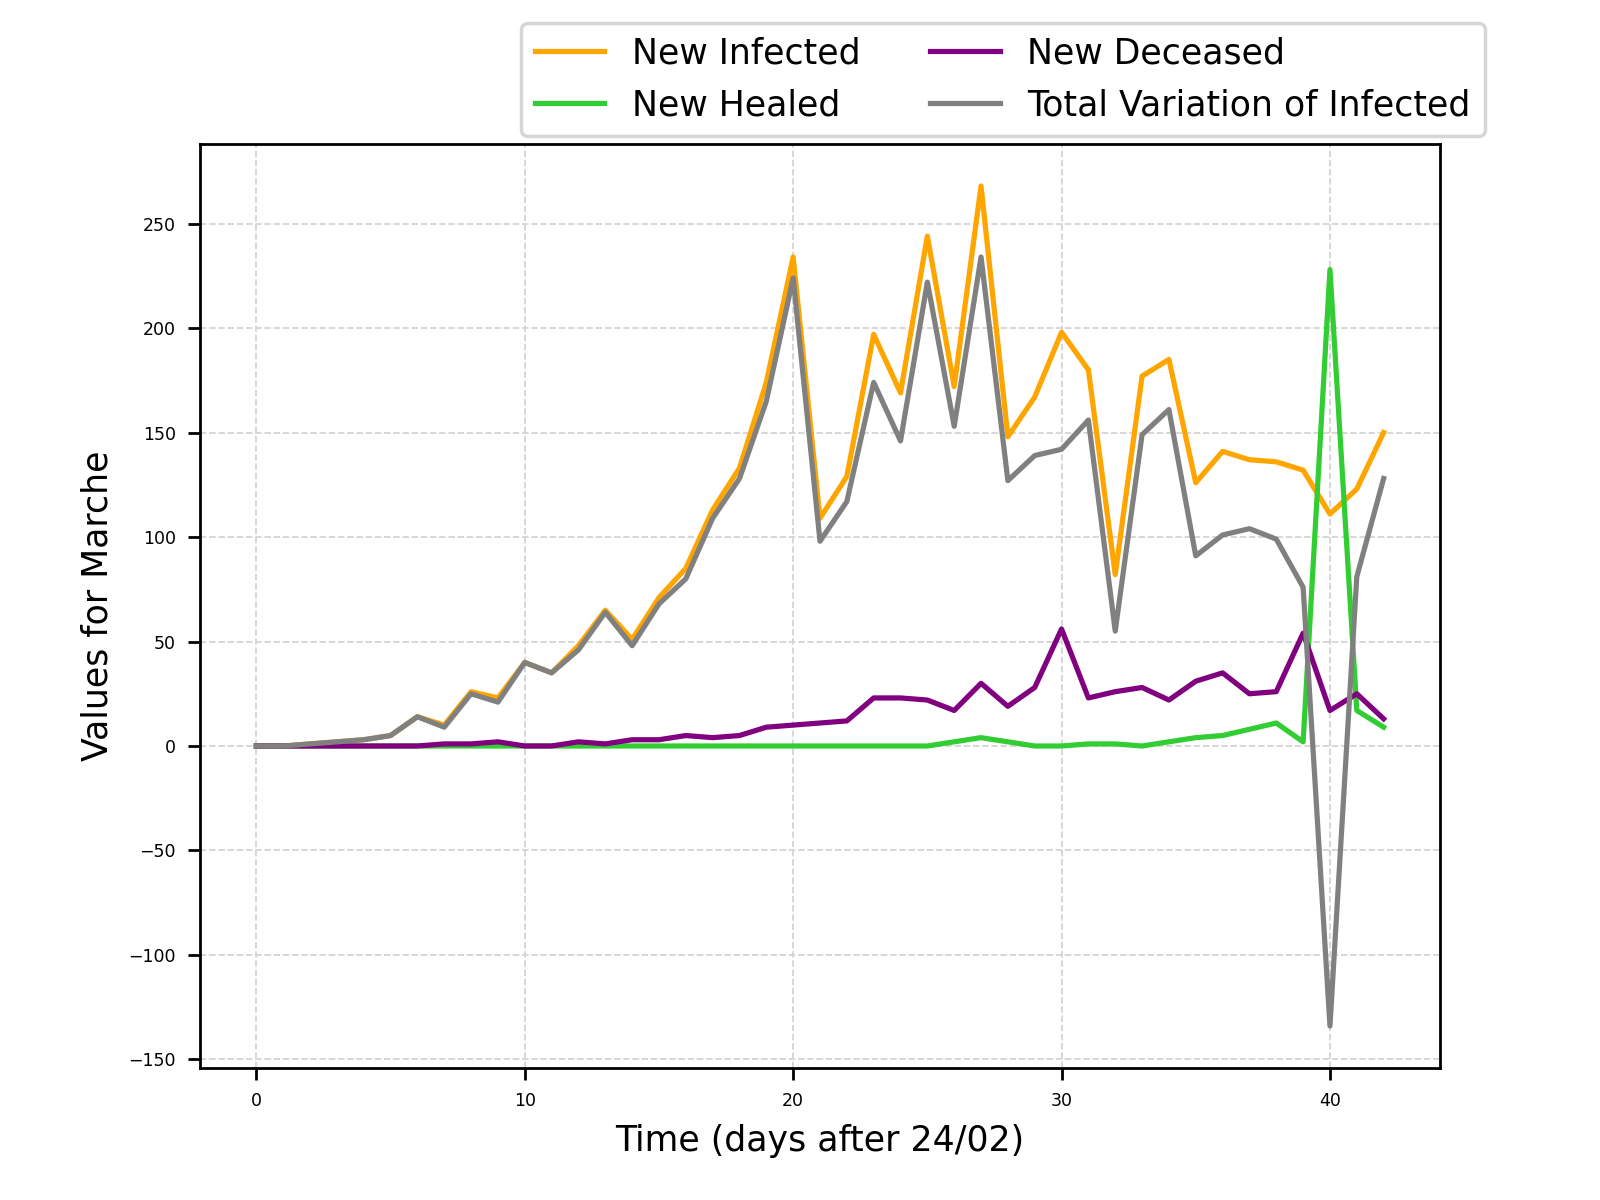 New Infected
New Healed
New Deceased
Total Variation of Infected
250
200
150
100
50
0
−50
−100
−150
Values for Marche
0 10 20 30 40
Time (days after 24/02)